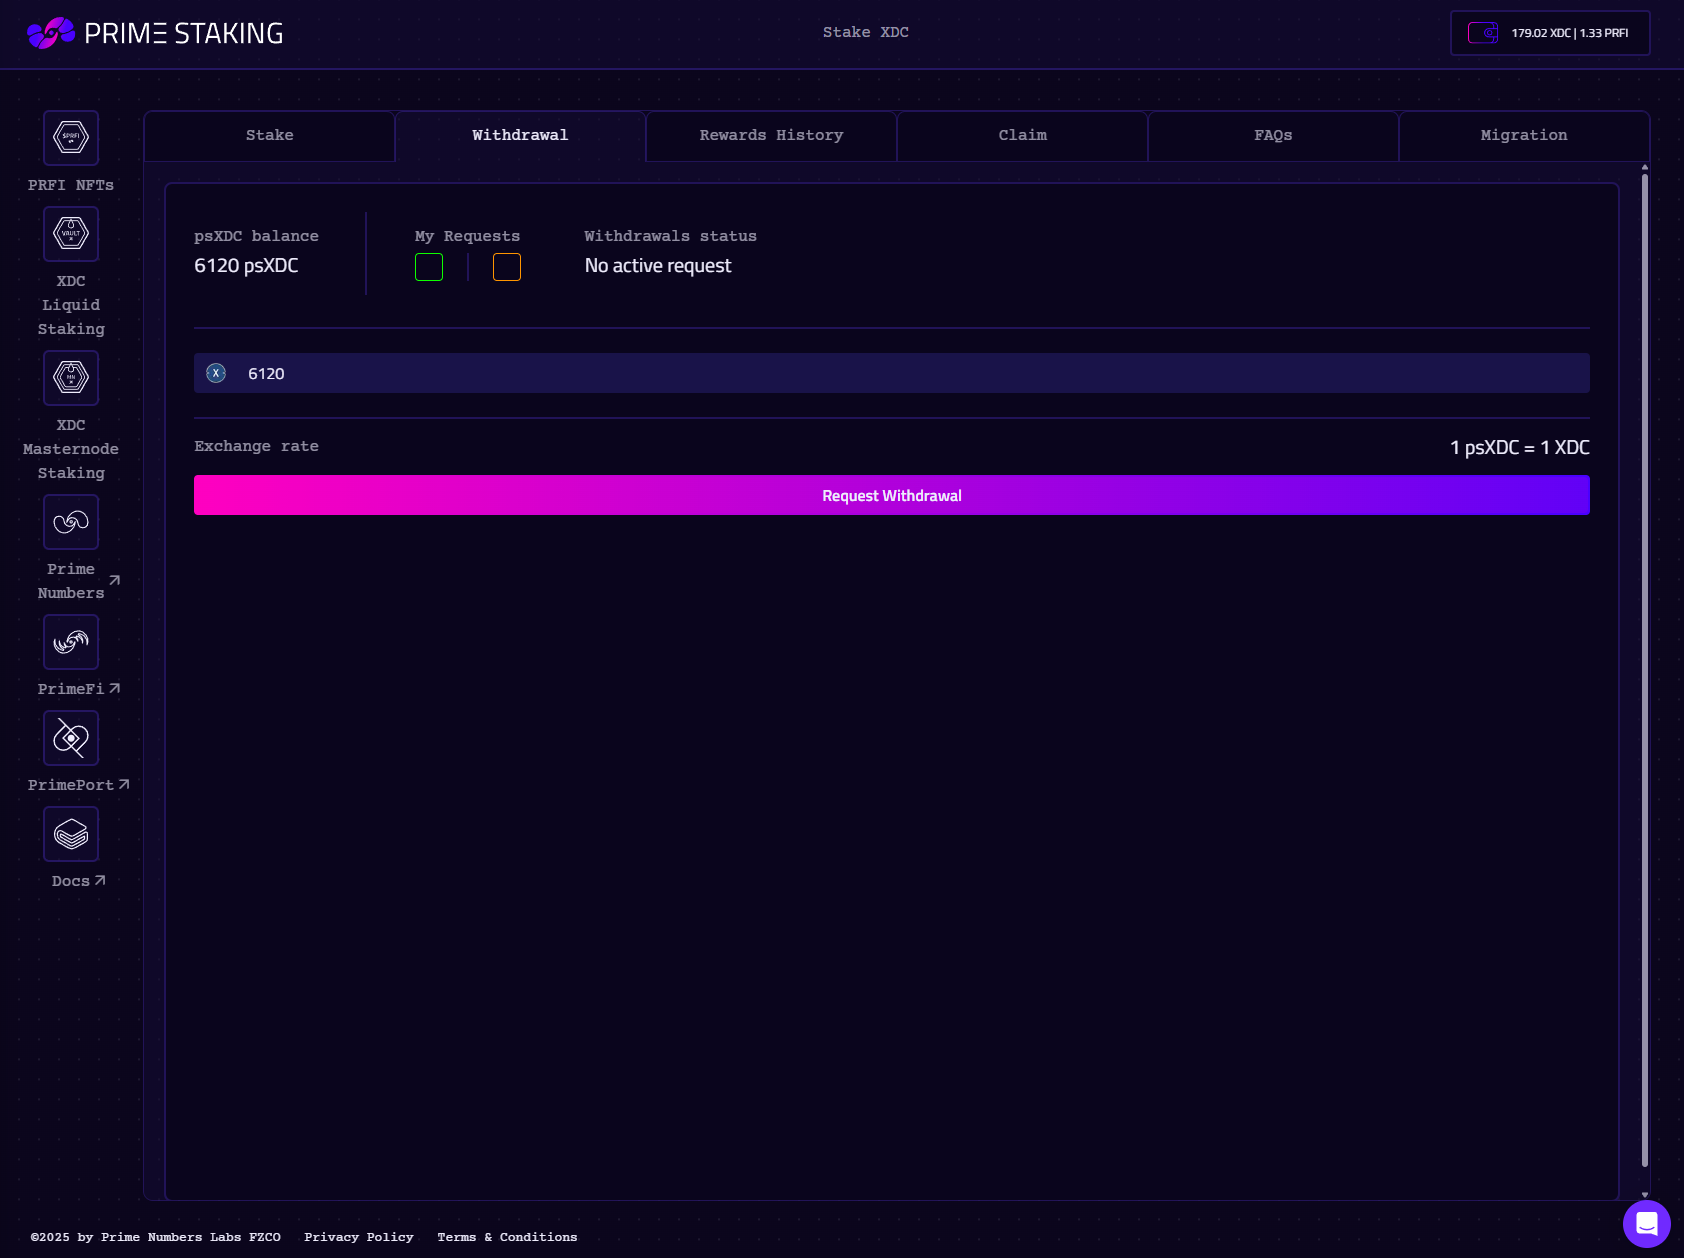 PRIME STAKING
Stake XDC
179.02 XDC | 1.33 PRFI
$PRFI
PRFI NFTs
VAULT
XDC
Liquid
Staking
MN
XDC
Masternode
Staking
Prime
Numbers
PrimeFi
PrimePort
Docs
Stake
Withdrawal
Rewards History
Claim
FAQs
Migration
psXDC balance
6120 psXDC
My Requests
Withdrawals status
No active request
X
6120
Exchange rate
1 psXDC = 1 XDC
Request Withdrawal
©2025 by Prime Numbers Labs FZCO
Privacy Policy
Terms & Conditions